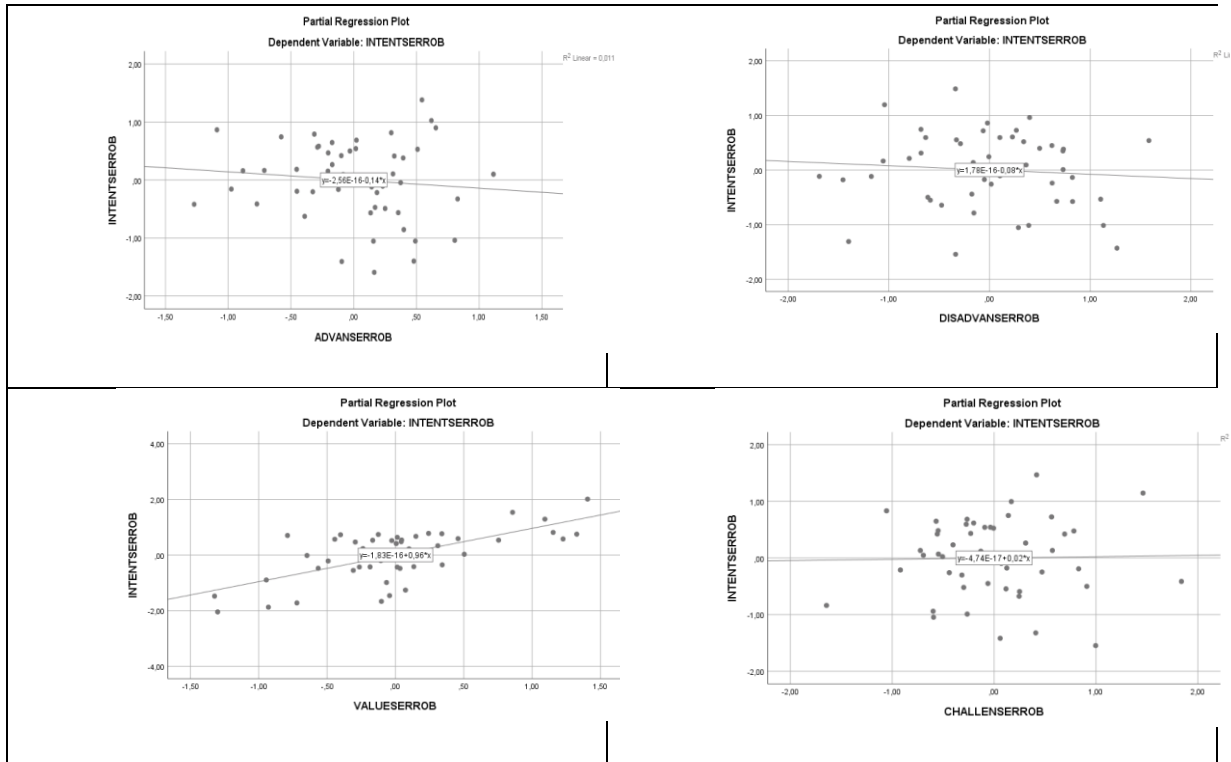 Partial Regression Plot
Dependent Variable: INTENTSERROB
R² Linear = 0,011
2,00
1,00
,00
-1,00
-2,00
INTENTSERROB
y=-2,56E-16-0,14*x
-1,50 -1,00 -,50 ,00 ,50 1,00 1,50
ADVANSERROB
Partial Regression Plot
Dependent Variable: INTENTSERROB
R² Li
2,00
1,00
,00
-1,00
-2,00
INTENTSERROB
y=1,78E-16-0,08*x
-2,00 -1,00 ,00 1,00 2,00
DISADVANSERROB
Partial Regression Plot
Dependent Variable: INTENTSERROB
4,00
2,00
,00
-2,00
-4,00
INTENTSERROB
y=-1,83E-16+0,96*x
-1,50 -1,00 -,50 ,00 ,50 1,00 1,50
VALUESERROB
Partial Regression Plot
Dependent Variable: INTENTSERROB
R²
2,00
1,00
,00
-1,00
-2,00
INTENTSERROB
y=-4,74E-17+0,02*x
-2,00 -1,00 ,00 1,00 2,00
CHALLENSERROB